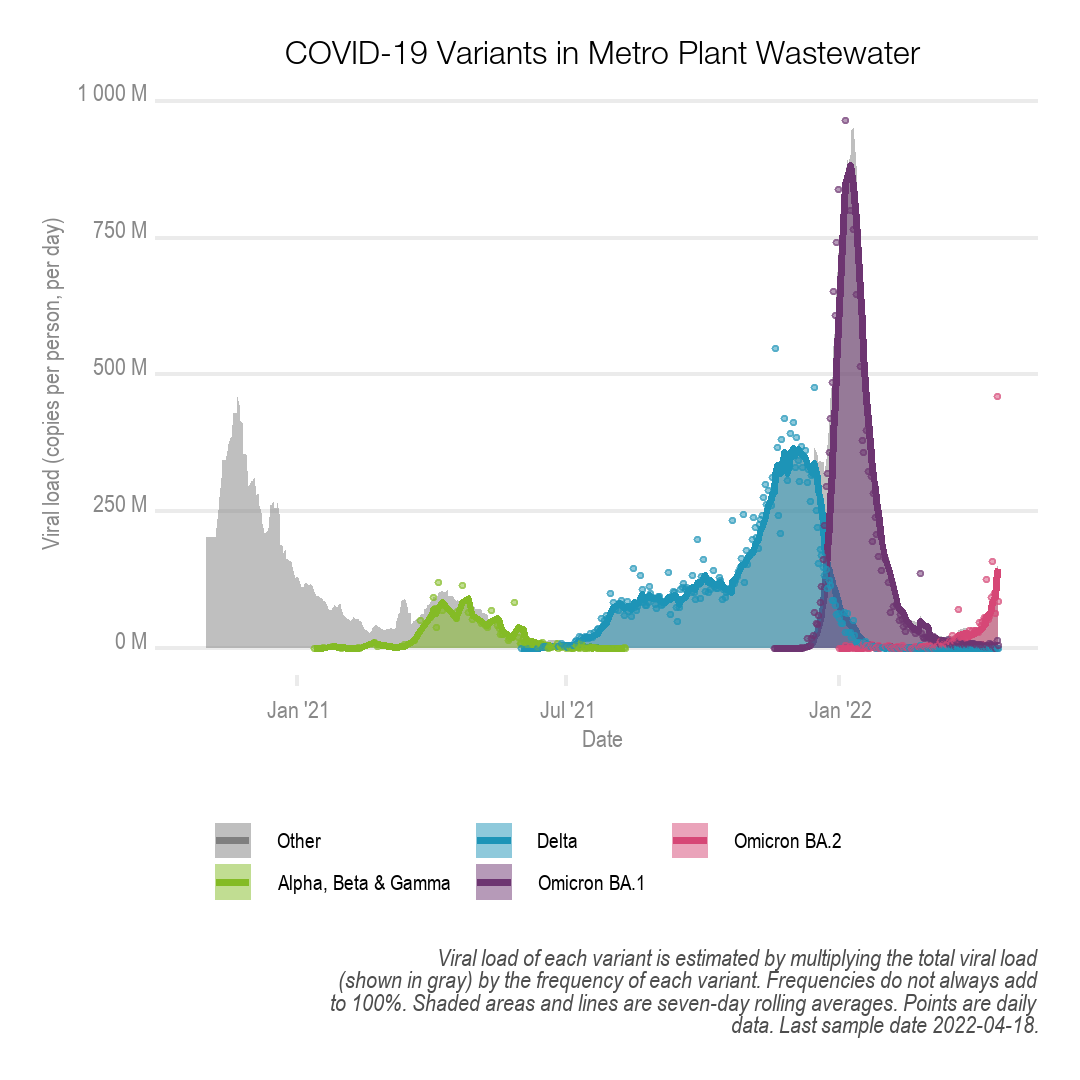 COVID-19 Variants in Metro Plant Wastewater
1 000 M
750 M
500 M
250 M
0 M
Viral load (copies per person, per day)
Jan '21
Jul '21
Jan '22
Date
Other
Delta
Omicron BA.2
Alpha, Beta & Gamma
Omicron BA.1
Viral load of each variant is estimated by multiplying the total viral load
(shown in gray) by the frequency of each variant. Frequencies do not always add
to 100%. Shaded areas and lines are seven-day rolling averages. Points are daily
data. Last sample date 2022-04-18.